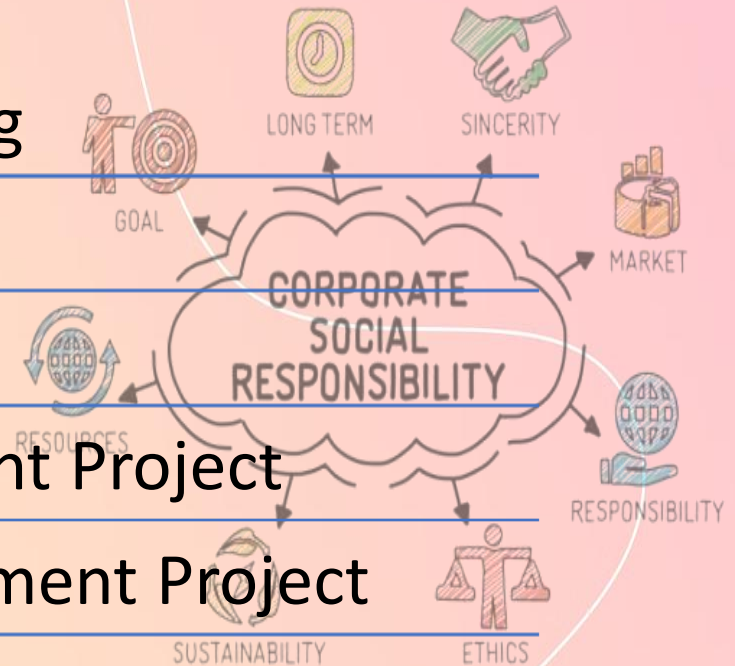 LONG TERM
SINCERITY
g
GOAL
MARKET
CORPORATE
SOCIAL
RESPONSIBILITY
RESOURCES
nt Project
RESPONSIBILITY
ment Project
SUSTAINABILITY
ETHICS